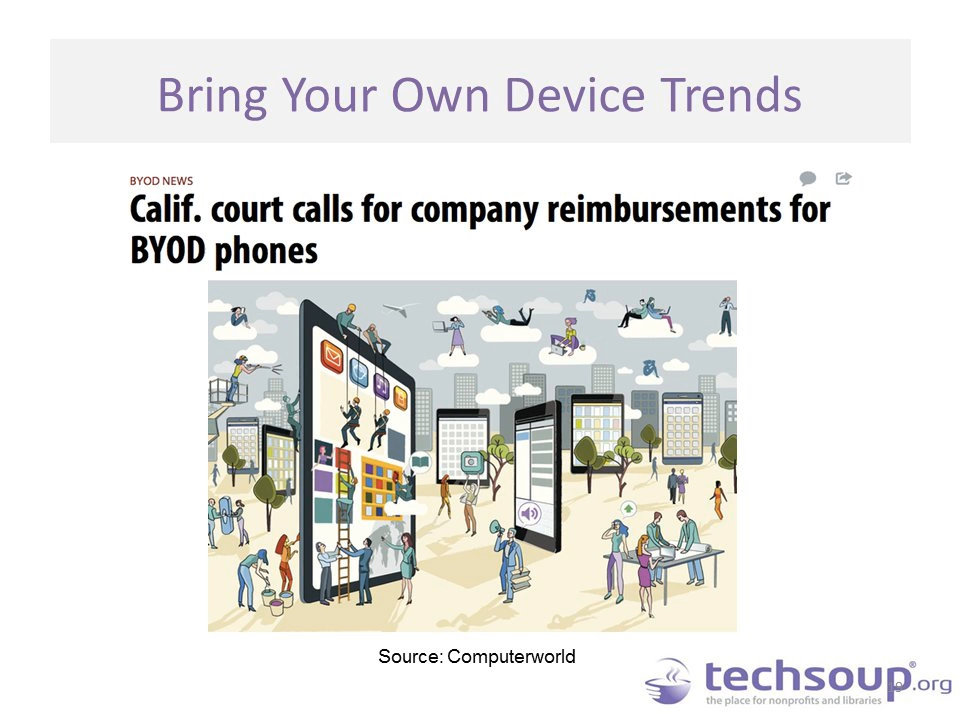 Bring Your Own Device Trends
BYOD NEWS
Calif. court calls for company reimbursements for
BYOD phones
Source: Computerworld
techsoup®.org
the place for nonprofits and libraries